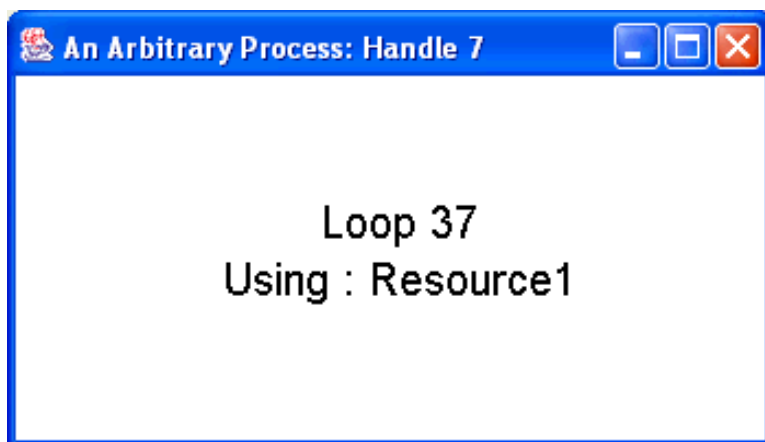 An Arbitrary Process: Handle 7
Loop 37
Using : Resource1